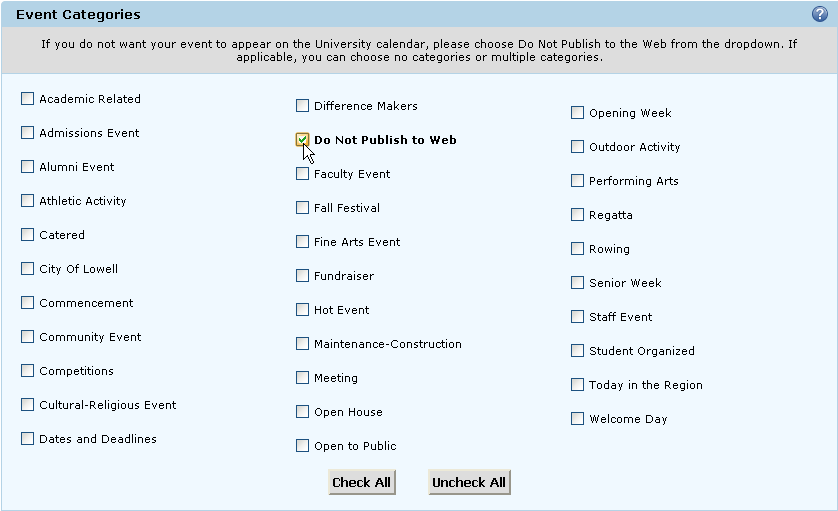 Event Categories
?
If you do not want your event to appear on the University calendar, please choose Do Not Publish to the Web from the dropdown. If
applicable, you can choose no categories or multiple categories.
Academic Related
Admissions Event
Alumni Event
Athletic Activity
Catered
City Of Lowell
Commencement
Community Event
Competitions
Cultural-Religious Event
Dates and Deadlines
Difference Makers
Do Not Publish to Web
Faculty Event
Fall Festival
Fine Arts Event
Fundraiser
Hot Event
Maintenance-Construction
Meeting
Open House
Open to Public
Opening Week
Outdoor Activity
Performing Arts
Regatta
Rowing
Senior Week
Staff Event
Student Organized
Today in the Region
Welcome Day
Check All
Uncheck All